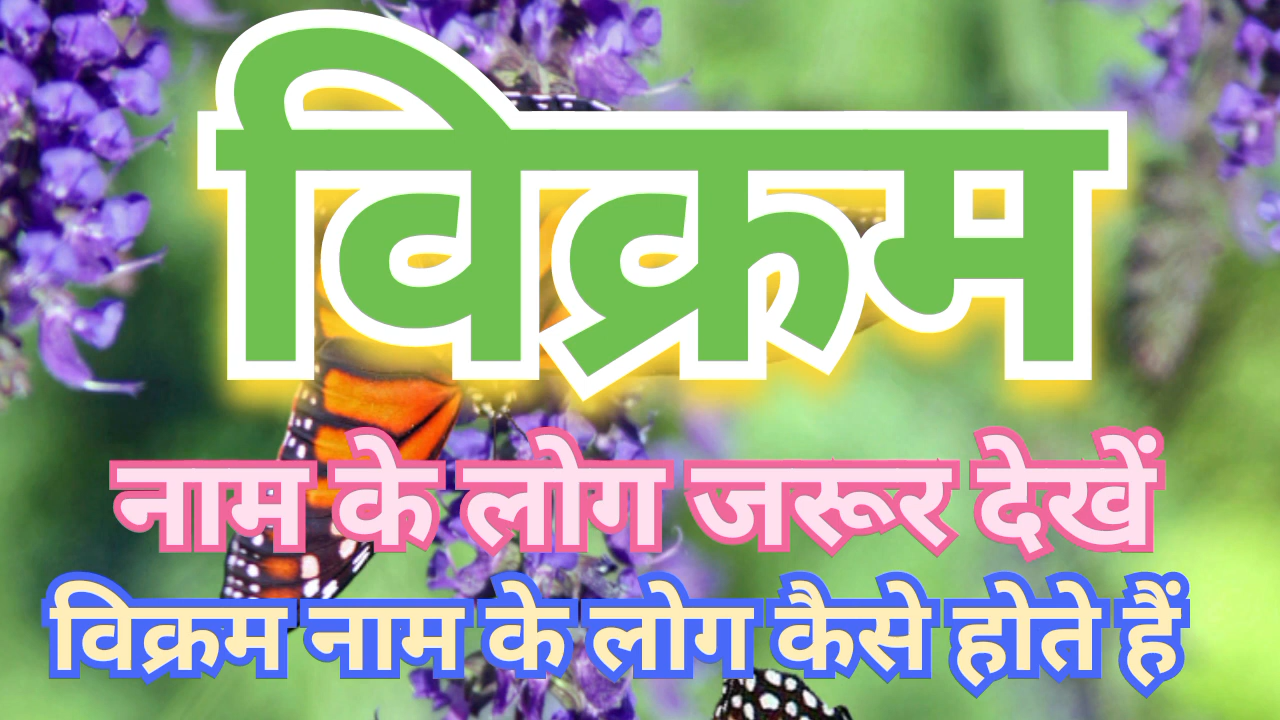 विक्रम
नाम के लोग जरूर देखें
विक्रम नाम के लोग कैसे होते हैं